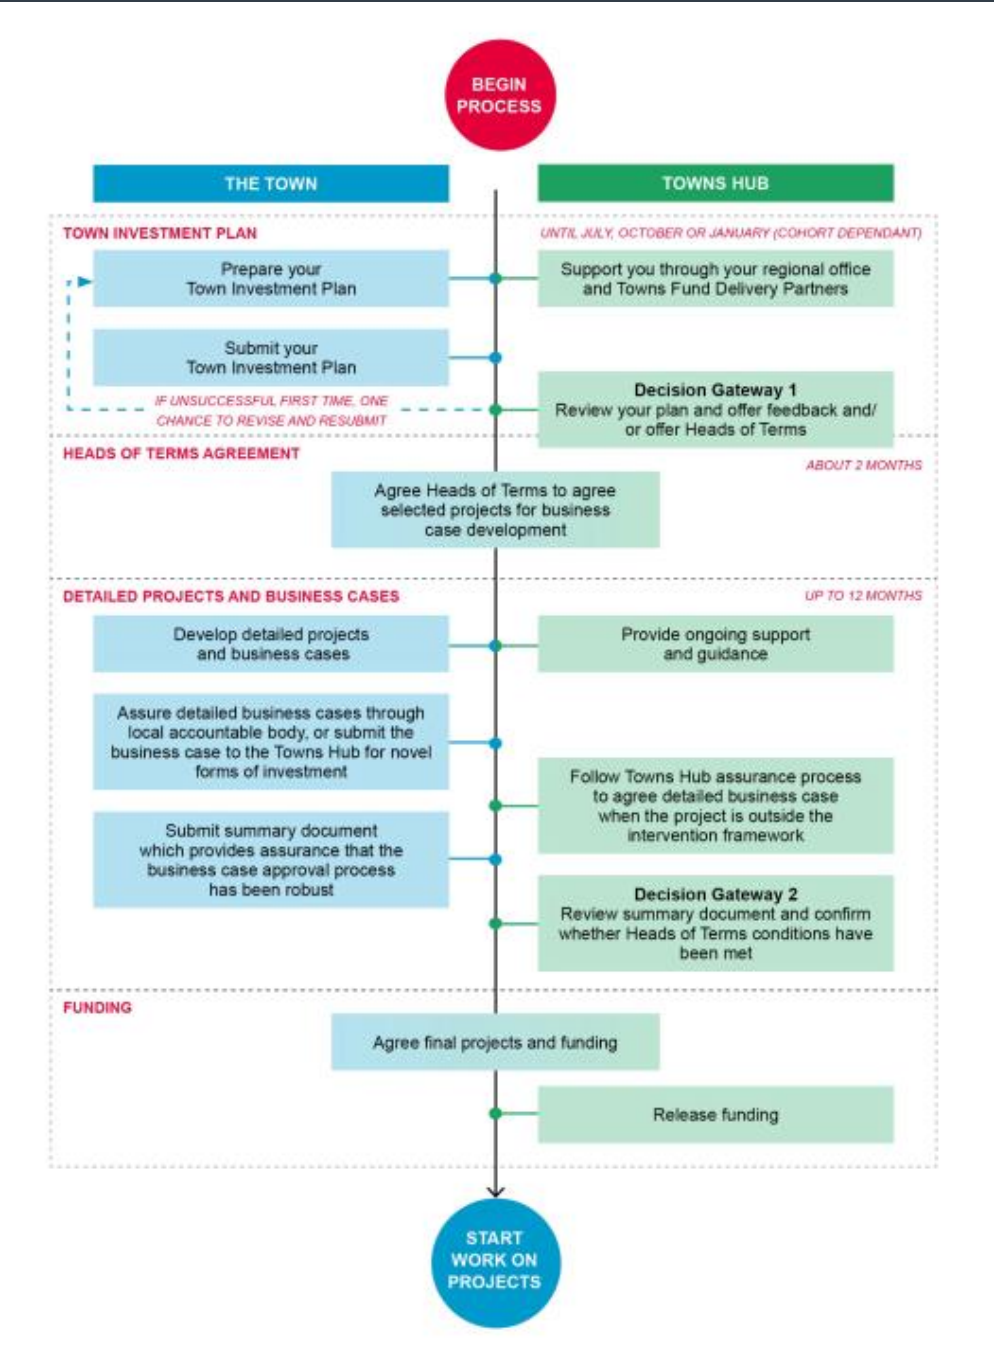 BEGIN
PROCESS
THE TOWN
TOWNS HUB
TOWN INVESTMENT PLAN
UNTIL JULY, OCTOBER OR JANUARY (COHORT DEPENDANT)
Prepare your
Town Investment Plan
Support you through your regional office
and Towns Fund Delivery Partners
Submit your
Town Investment Plan
Decision Gateway 1
Review your plan and offer feedback and/
or offer Heads of Terms
IF UNSUCCESSFUL FIRST TIME, ONE
CHANCE TO REVISE AND RESUBMIT
HEADS OF TERMS AGREEMENT
ABOUT 2 MONTHS
Agree Heads of Terms to agree
selected projects for business
case development
DETAILED PROJECTS AND BUSINESS CASES
UP TO 12 MONTHS
Develop detailed projects
and business cases
Provide ongoing support
and guidance
Assure detailed business cases through
local accountable body, or submit the
business case to the Towns Hub for novel
forms of investment
Follow Towns Hub assurance process
to agree detailed business case
when the project is outside the
intervention framework
Submit summary document
which provides assurance that the
business case approval process
has been robust
Decision Gateway 2
Review summary document and confirm
whether Heads of Terms conditions have
been met
FUNDING
Agree final projects and funding
Release funding
START
WORK ON
PROJECTS